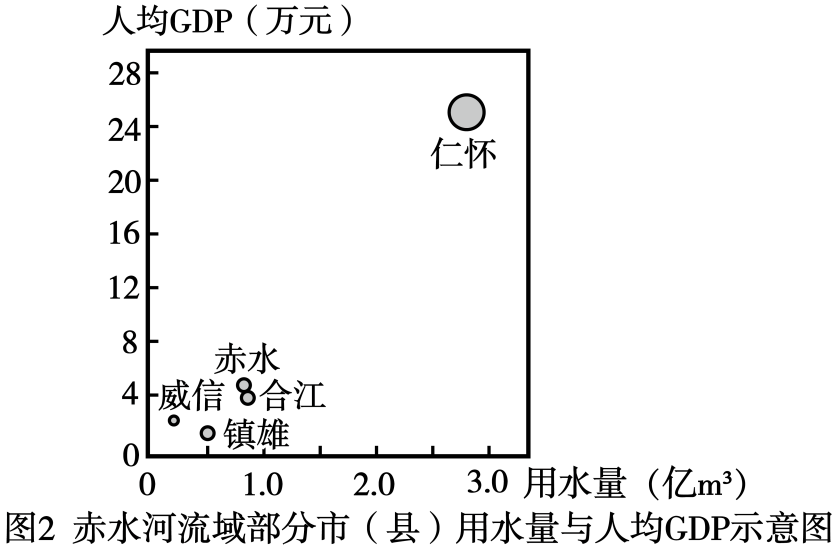 人均GDP（万元）
28
24
仁怀
20
16
12
8
赤水
4 威信 合江
镇雄
0
0 1.0 2.0 3.0 用水量（亿m³）
图2 赤水河流域部分市（县）用水量与人均GDP示意图